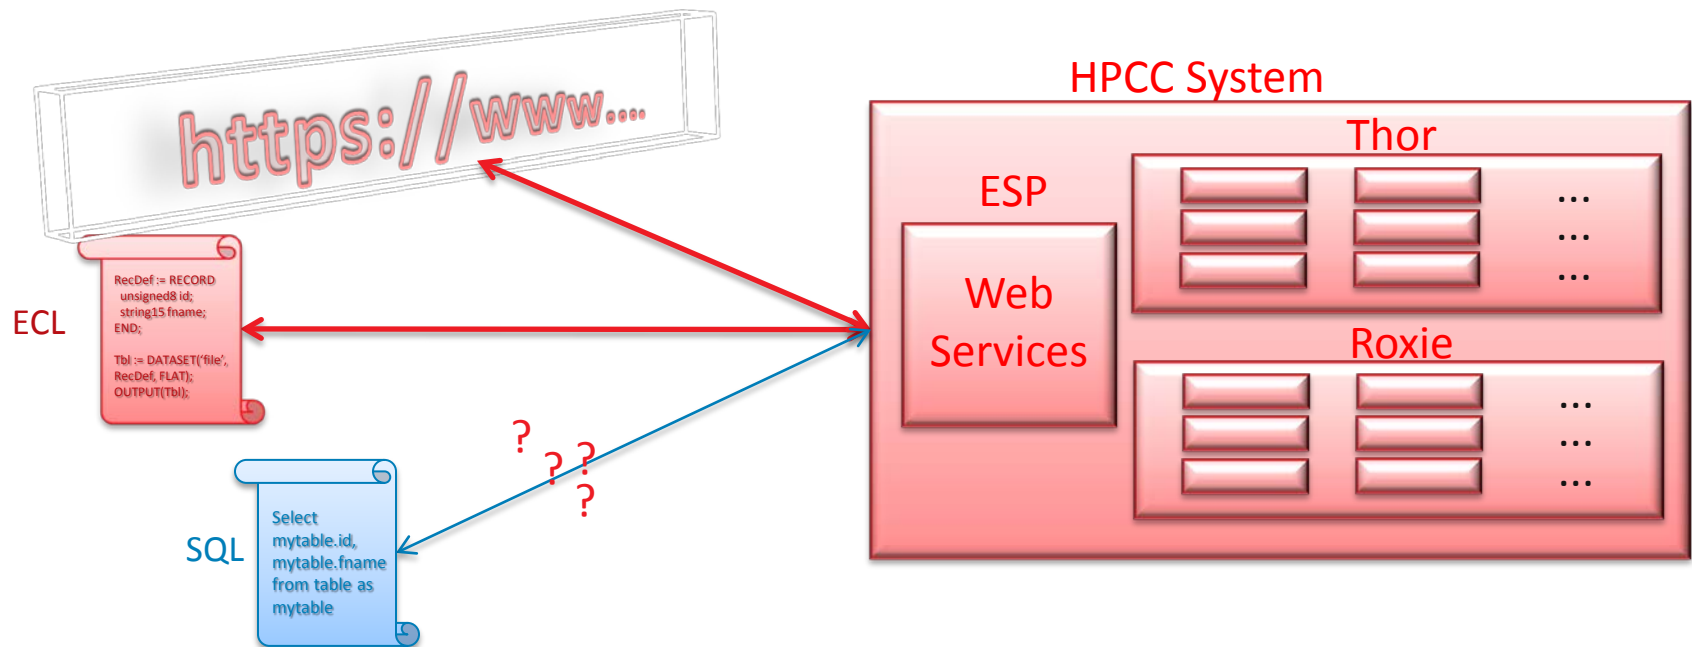 https://www....
HPCC System
Thor
...
...
...
ESP
Web
Services
Roxie
...
...
...
ECL
RecDef := RECORD
unsigned8 id;
string15 fname;
END;
Tbl := DATASET(‘file’,
RecDef, FLAT);
OUTPUT(Tbl);
?
?
?
?
SQL
Select
mytable.id,
mytable.fname
from table as
mytable